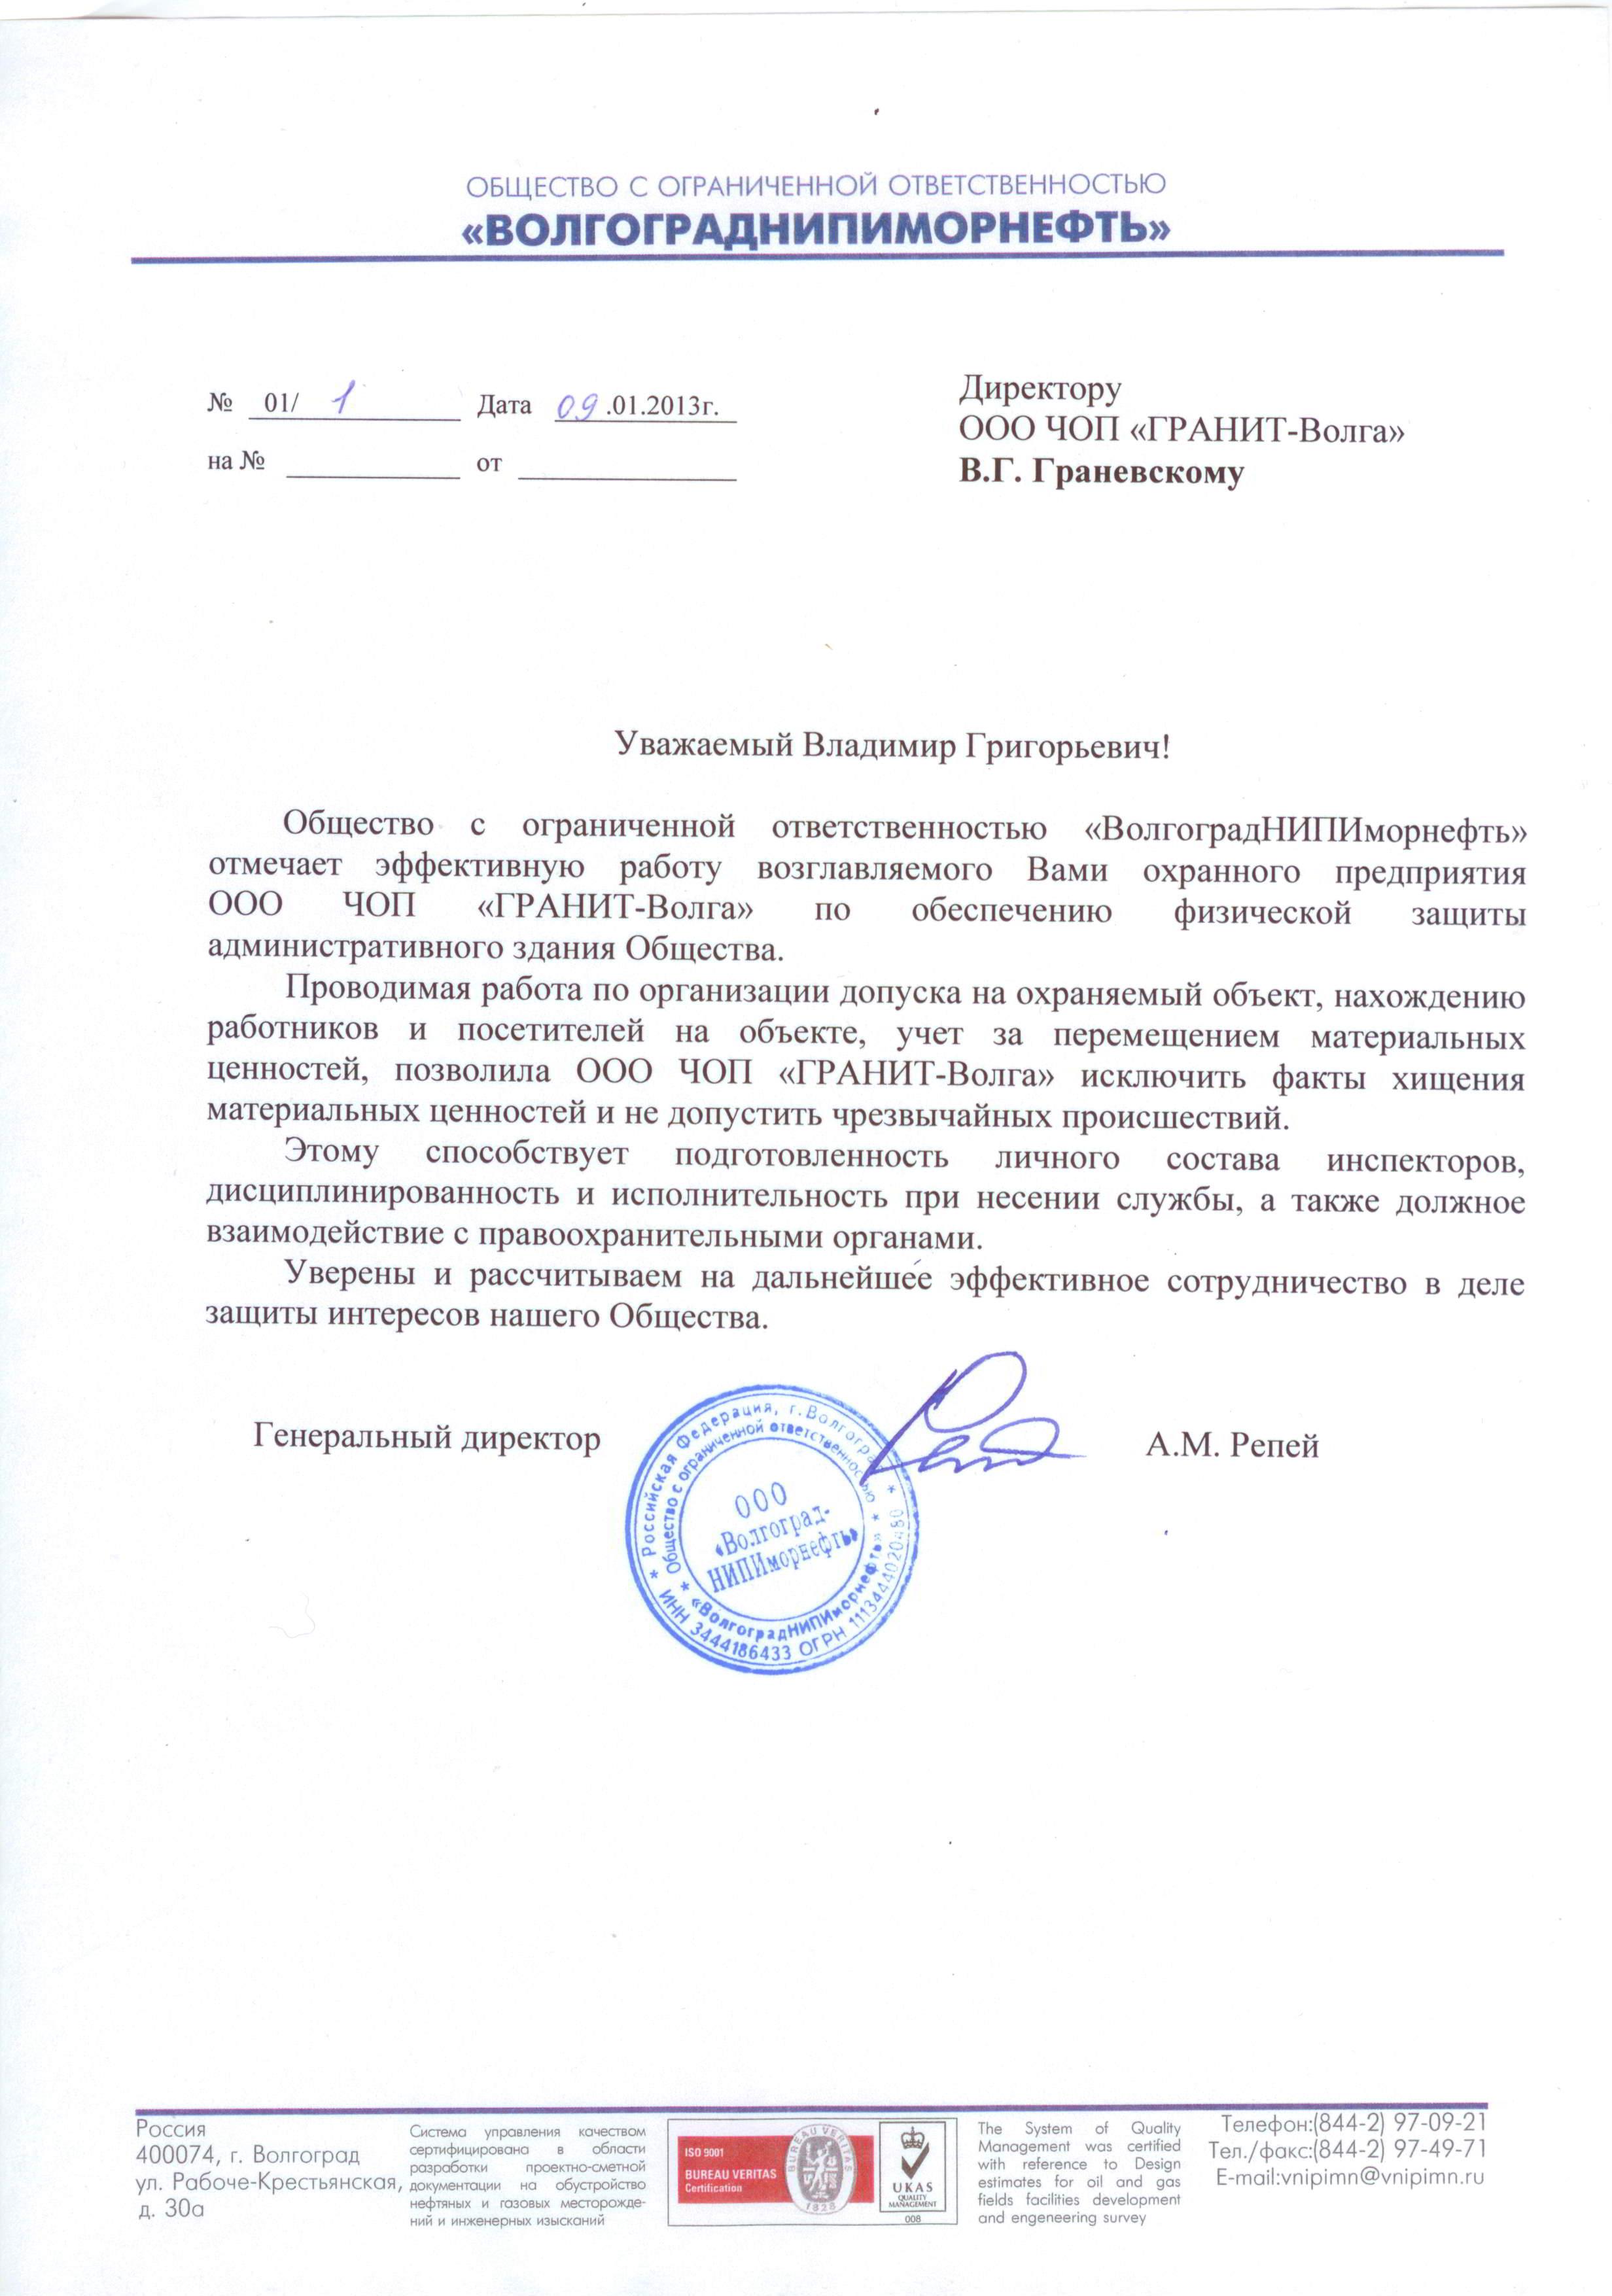 ОБЩЕСТВО С ОГРАНИЧЕННОЙ ОТВЕТСТВЕННОСТЬЮ
«ВОЛГОГРАДНИПИМОРНЕФТЬ»
№ 01/ 1 Дата 09.01.2013г.
на № от
Директору
ООО ЧОП «ГРАНИТ-Волга»
В.Г. Граневскому
Уважаемый Владимир Григорьевич!
Общество с ограниченной ответственностью «ВолгоградНИПИморнефть»
отмечает эффективную работу возглавляемого Вами охранного предприятия
ООО ЧОП «ГРАНИТ-Волга» по обеспечению физической защиты
административного здания Общества.
Проводимая работа по организации допуска на охраняемый объект, нахождению
работников и посетителей на объекте, учет за перемещением материальных
ценностей, позволила ООО ЧОП «ГРАНИТ-Волга» исключить факты хищения
материальных ценностей и не допустить чрезвычайных происшествий.
Этому способствует подготовленность личного состава инспекторов,
дисциплинированность и исполнительность при несении службы, а также должное
взаимодействие с правоохранительными органами.
Уверены и рассчитываем на дальнейшее эффективное сотрудничество в деле
защиты интересов нашего Общества.
Генеральный директор
А.М. Репей
* Российская Федерация, г. Волгоград *
ИНН 3444186433 ОГРН 1113444020480
Общество с ограниченной ответственностью
* «ВолгоградНИПИморнефть» *
ООО
«Волгоград-
НИПИморнефть»
Россия
400074, г. Волгоград
ул. Рабоче-Крестьянская,
д. 30а
Система управления качеством
сертифицирована в области
разработки проектно-сметной
документации на обустройство
нефтяных и газовых месторожде-
ний и инженерных изысканий
ISO 9001
BUREAU VERITAS
Certification
BUREAU VERITAS
1828
UKAS
QUALITY
MANAGEMENT
008
The System of Quality
Management was certified
with reference to Design
estimates for oil and gas
fields facilities development
and engeneering survey
Телефон:(844-2) 97-09-21
Тел./факс:(844-2) 97-49-71
E-mail:vnipimn@vnipimn.ru